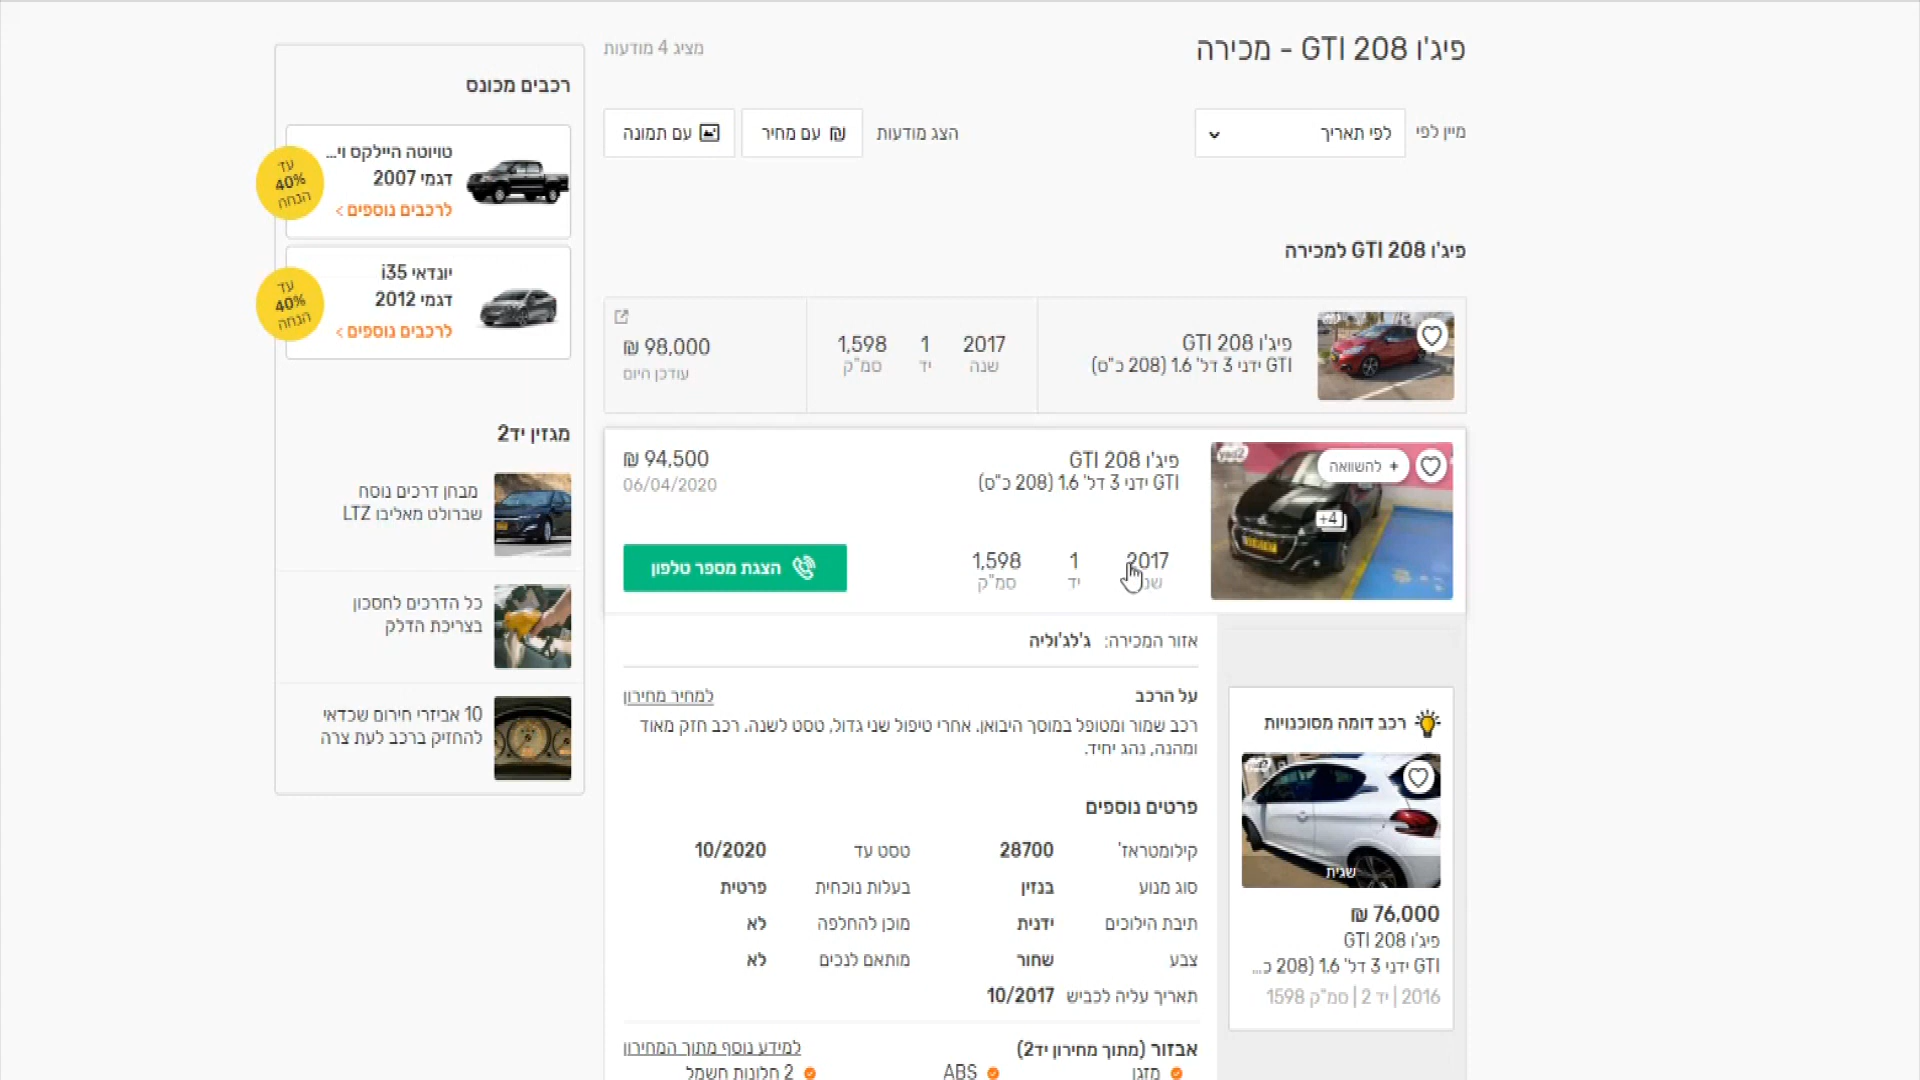 פיג'ו 208 GTI - מכירה
מציג 4 מודעות
מיין לפי
לפי תאריך
הצג מודעות
עם מחיר ₪
עם תמונה
פיג'ו 208 GTI למכירה
פיג'ו 208 GTI
GTI ידני 3 דל' 1.6 (208 כ"ס)
2017
שנה
1
יד
1,598
סמ"ק
98,000 ₪
עודכן היום
yad2
+ להשוואה
+4
פיג'ו 208 GTI
GTI ידני 3 דל' 1.6 (208 כ"ס)
2017
1
יד
1,598
סמ"ק
94,500 ₪
06/04/2020
הצגת מספר טלפון
אזור המכירה: ג'לג'וליה
על הרכב
למחיר מחירון
רכב שמור ומטופל במוסך היבואן. אחרי טיפול שני גדול, טסט לשנה. רכב חזק מאוד
ומהנה, נהג יחיד.
פרטים נוספים
קילומטראז' 28700 טסט עד 10/2020
סוג מנוע בנזין בעלות נוכחית פרטית
תיבת הילוכים ידנית מוכן להחלפה לא
צבע שחור מותאם לנכים לא
תאריך עליה לכביש 10/2017
אבזור (מתוך מחירון יד2)
למידע נוסף מתוך המחירון
מזגן ABS 2 חלונות חשמל
רכב דומה מסוכנויות
שגית
76,000 ₪
פיג'ו 208 GTI
GTI ידני 3 דל' 1.6 (208 כ...
2016 | יד 2 | סמ"ק 1598
רכבים מכונס
טויוטה היילקס וי...
דגמי 2007
לרכבים נוספים >
עד
40%
הנחה
יונדאי i35
דגמי 2012
לרכבים נוספים >
עד
40%
הנחה
מגזין יד2
מבחן דרכים נוסח
שברולט מאליבו LTZ
כל הדרכים לחסכון
בצריכת הדלק
10 אביזרי חירום שכדאי
להחזיק ברכב לעת צרה